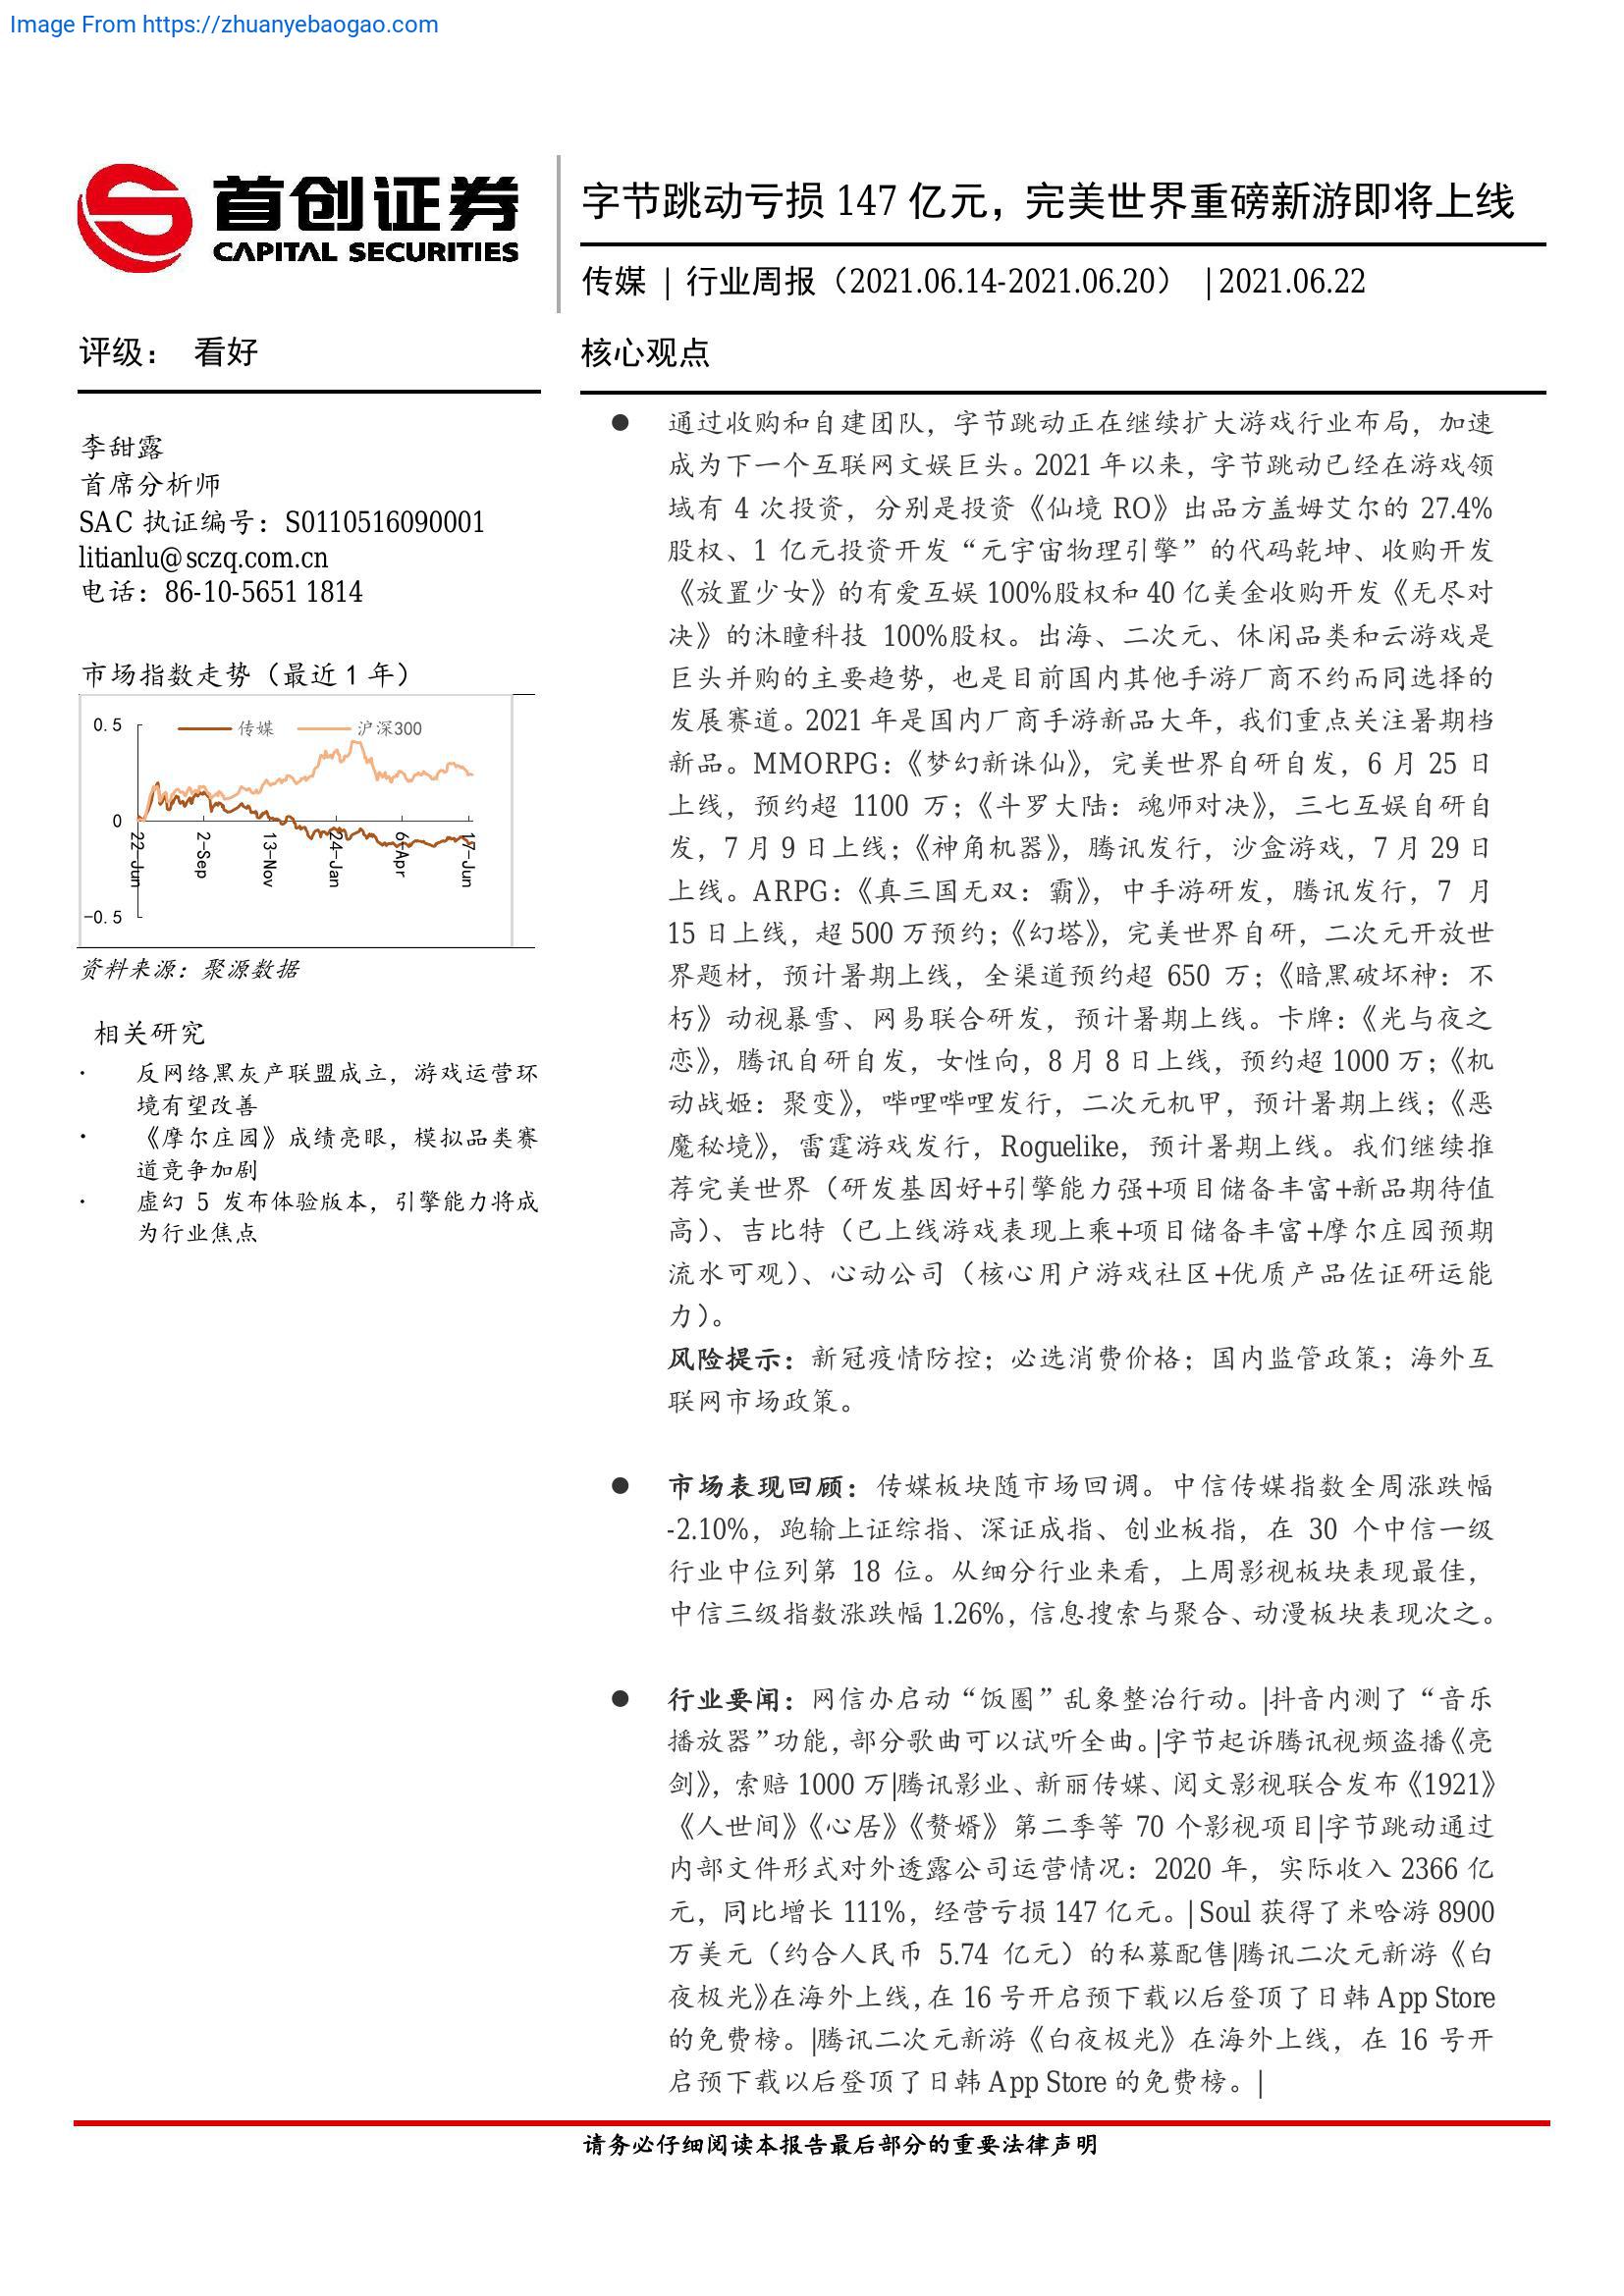 Image From https://zhuanyebaogao.com
首创证券
CAPITAL SECURITIES
字节跳动亏损 147 亿元，完美世界重磅新游即将上线
传媒 | 行业周报（2021.06.14-2021.06.20） |2021.06.22
评级： 看好
李甜露
首席分析师
SAC 执证编号：S0110516090001
litianlu@sczq.com.cn
电话：86-10-5651 1814
市场指数走势（最近 1 年）
传媒 沪深300
0.5
0
-0.5
22-Jun
2-Sep
13-Nov
24-Jan
6-Apr
17-Jun
资料来源：聚源数据
相关研究
· 反网络黑灰产联盟成立，游戏运营环
境有望改善
· 《摩尔庄园》成绩亮眼，模拟品类赛
道竞争加剧
· 虚幻 5 发布体验版本，引擎能力将成
为行业焦点
核心观点
● 通过收购和自建团队，字节跳动正在继续扩大游戏行业布局，加速
成为下一个互联网文娱巨头。2021 年以来，字节跳动已经在游戏领
域有 4 次投资，分别是投资《仙境 RO》出品方盖姆艾尔的 27.4%
股权、1 亿元投资开发“元宇宙物理引擎”的代码乾坤、收购开发
《放置少女》的有爱互娱 100%股权和 40 亿美金收购开发《无尽对
决》的沐瞳科技 100%股权。出海、二次元、休闲品类和云游戏是
巨头并购的主要趋势，也是目前国内其他手游厂商不约而同选择的
发展赛道。2021 年是国内厂商手游新品大年，我们重点关注暑期档
新品。MMORPG：《梦幻新诛仙》，完美世界自研自发，6 月 25 日
上线，预约超 1100 万；《斗罗大陆：魂师对决》，三七互娱自研自
发，7 月 9 日上线；《神角机器》，腾讯发行，沙盒游戏，7 月 29 日
上线。ARPG：《真三国无双：霸》，中手游研发，腾讯发行，7 月
15 日上线，超 500 万预约；《幻塔》，完美世界自研，二次元开放世
界题材，预计暑期上线，全渠道预约超 650 万；《暗黑破坏神：不
朽》动视暴雪、网易联合研发，预计暑期上线。卡牌：《光与夜之
恋》，腾讯自研自发，女性向，8 月 8 日上线，预约超 1000 万；《机
动战姬：聚变》，哔哩哔哩发行，二次元机甲，预计暑期上线；《恶
魔秘境》，雷霆游戏发行，Roguelike，预计暑期上线。我们继续推
荐完美世界（研发基因好+引擎能力强+项目储备丰富+新品期待值
高）、吉比特（已上线游戏表现上乘+项目储备丰富+摩尔庄园预期
流水可观）、心动公司（核心用户游戏社区+优质产品佐证研运能
力）。
风险提示：新冠疫情防控；必选消费价格；国内监管政策；海外互
联网市场政策。
● 市场表现回顾：传媒板块随市场回调。中信传媒指数全周涨跌幅
-2.10%，跑输上证综指、深证成指、创业板指，在 30 个中信一级
行业中位列第 18 位。从细分行业来看，上周影视板块表现最佳，
中信三级指数涨跌幅 1.26%，信息搜索与聚合、动漫板块表现次之。
● 行业要闻：网信办启动“饭圈”乱象整治行动。|抖音内测了“音乐
播放器”功能，部分歌曲可以试听全曲。|字节起诉腾讯视频盗播《亮
剑》，索赔 1000 万|腾讯影业、新丽传媒、阅文影视联合发布《1921》
《人世间》《心居》《赘婿》第二季等 70 个影视项目|字节跳动通过
内部文件形式对外透露公司运营情况：2020 年，实际收入 2366 亿
元，同比增长 111%，经营亏损 147 亿元。|Soul 获得了米哈游 8900
万美元（约合人民币 5.74 亿元）的私募配售|腾讯二次元新游《白
夜极光》在海外上线，在 16 号开启预下载以后登顶了日韩 App Store
的免费榜。|腾讯二次元新游《白夜极光》在海外上线，在 16 号开
启预下载以后登顶了日韩 App Store 的免费榜。|
请务必仔细阅读本报告最后部分的重要法律声明